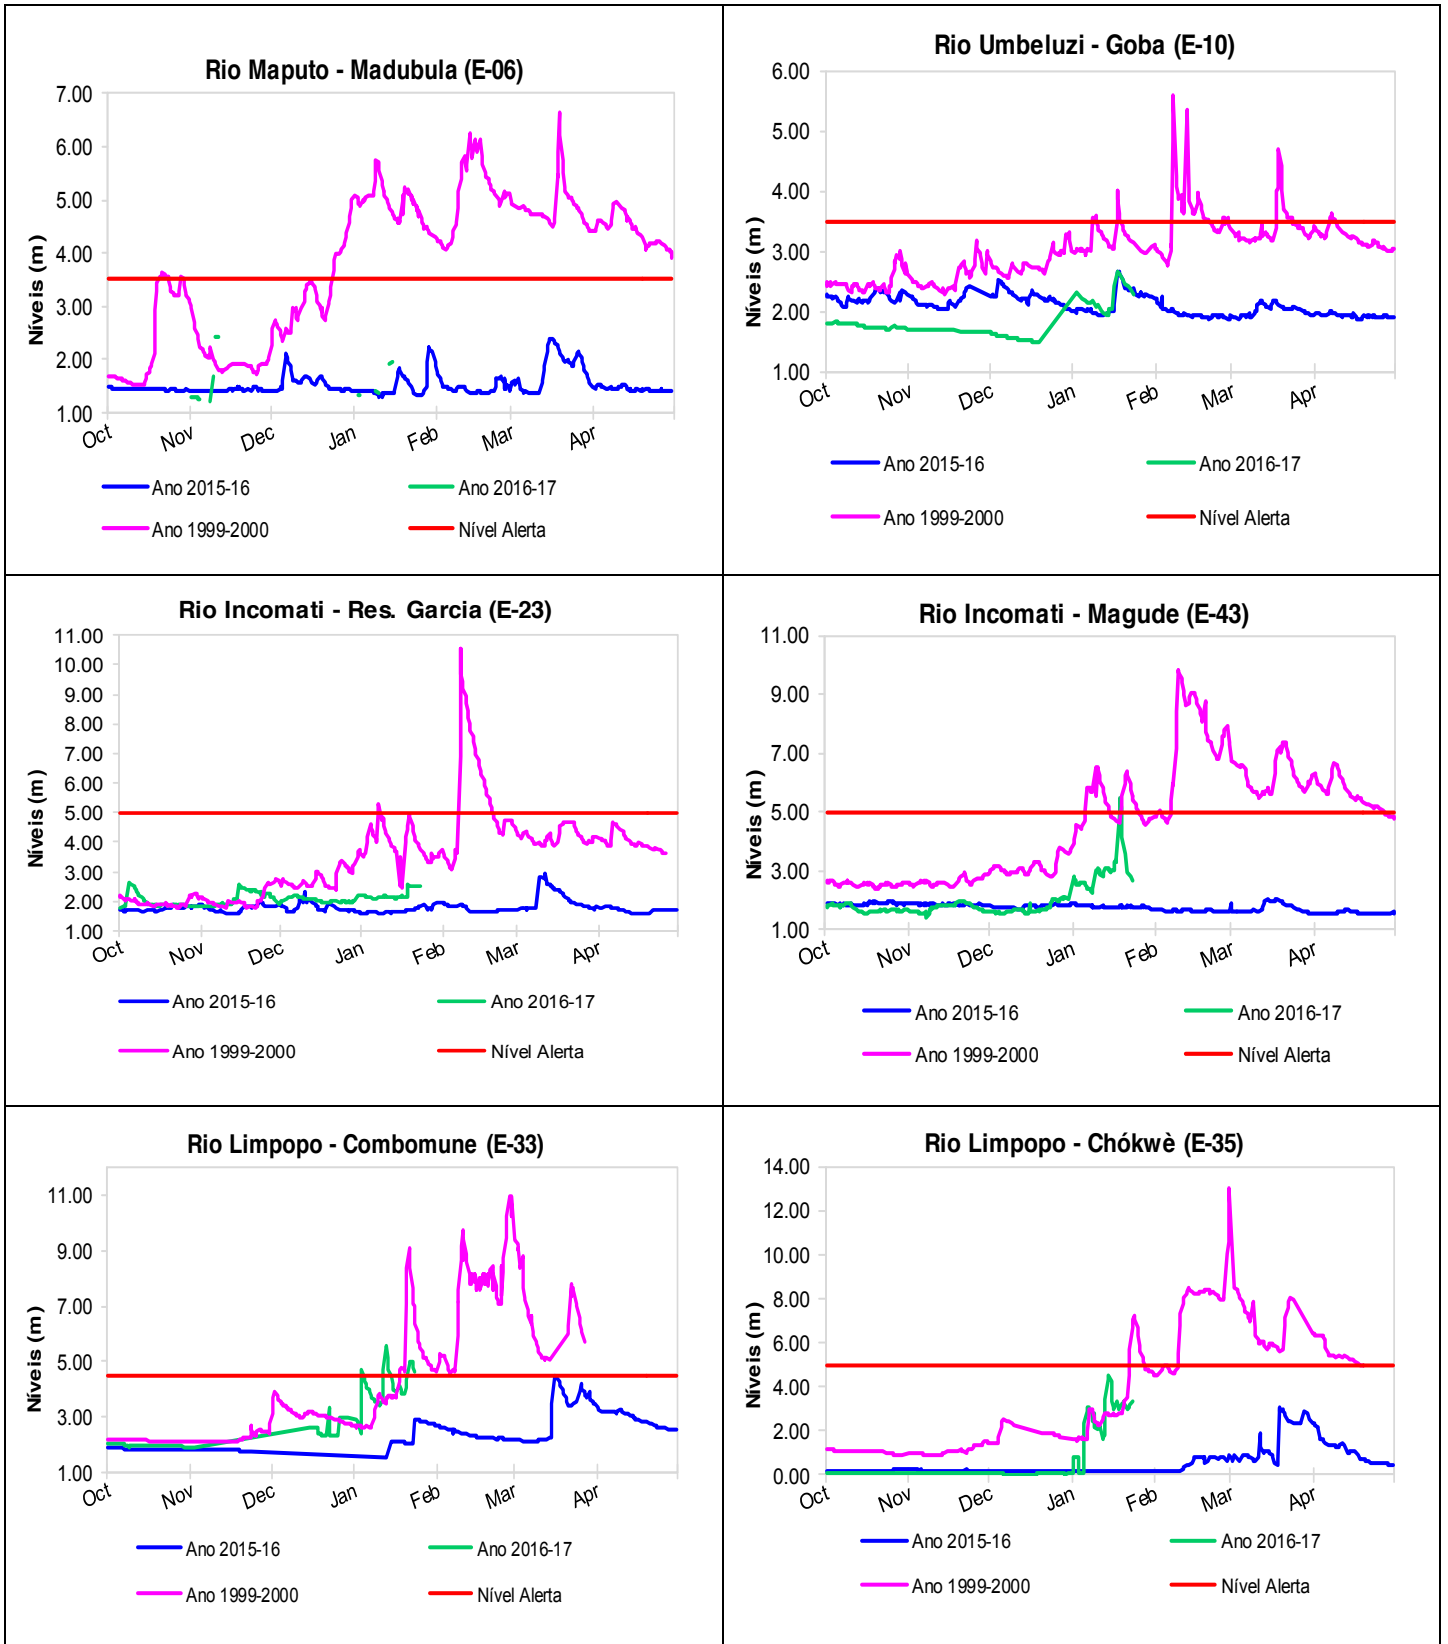 Rio Maputo - Madubula (E-06)
Níveis (m)
7.00
6.00
5.00
4.00
3.00
2.00
1.00
Oct Nov Dec Jan Feb Mar Apr
Ano 2015-16 Ano 2016-17
Ano 1999-2000 Nível Alerta
Rio Umbeluzi - Goba (E-10)
Níveis (m)
6.00
5.00
4.00
3.00
2.00
1.00
Oct Nov Dec Jan Feb Mar Apr
Ano 2015-16 Ano 2016-17
Ano 1999-2000 Nível Alerta
Rio Incomati - Res. Garcia (E-23)
Níveis (m)
11.00
10.00
9.00
8.00
7.00
6.00
5.00
4.00
3.00
2.00
1.00
Oct Nov Dec Jan Feb Mar Apr
Ano 2015-16 Ano 2016-17
Ano 1999-2000 Nível Alerta
Rio Incomati - Magude (E-43)
Níveis (m)
11.00
9.00
7.00
5.00
3.00
1.00
Oct Nov Dec Jan Feb Mar Apr
Ano 2015-16 Ano 2016-17
Ano 1999-2000 Nível Alerta
Rio Limpopo - Combomune (E-33)
Níveis (m)
11.00
9.00
7.00
5.00
3.00
1.00
Oct Nov Dec Jan Feb Mar Apr
Ano 2015-16 Ano 2016-17
Ano 1999-2000 Nível Alerta
Rio Limpopo - Chókwè (E-35)
Níveis (m)
14.00
12.00
10.00
8.00
6.00
4.00
2.00
0.00
Oct Nov Dec Jan Feb Mar Apr
Ano 2015-16 Ano 2016-17
Ano 1999-2000 Nível Alerta